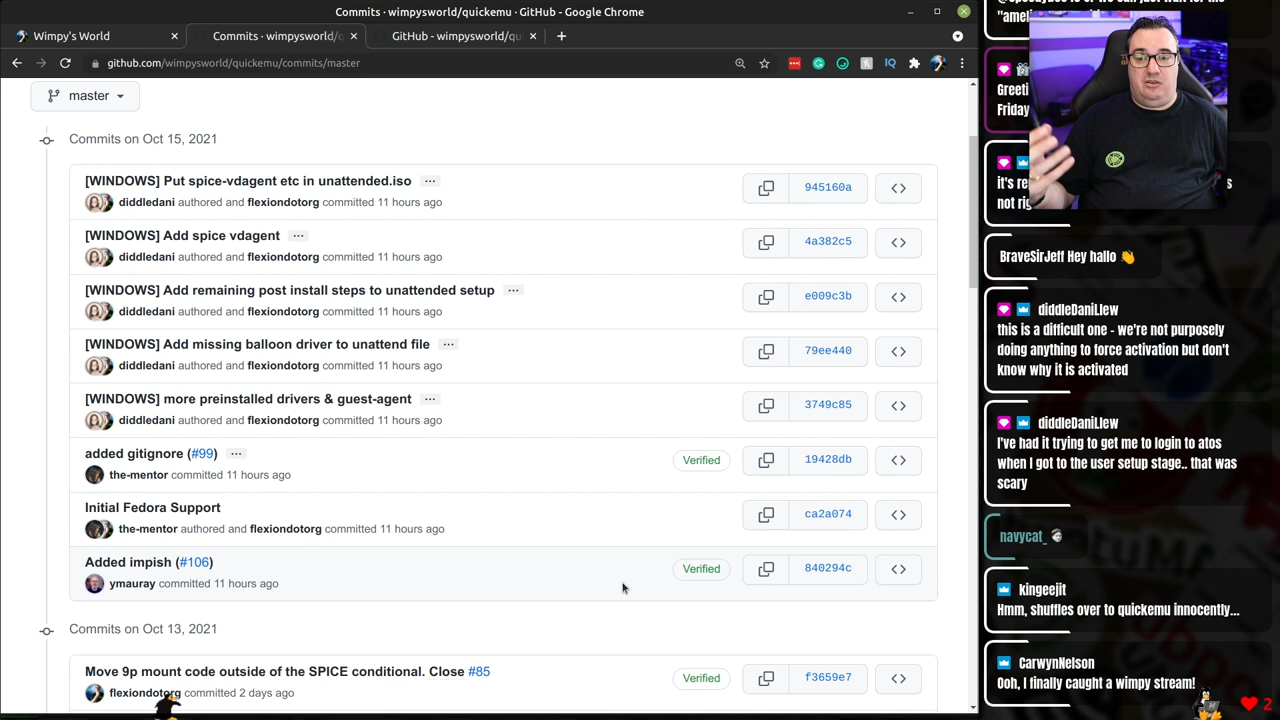 Commits · wimpysworld/quickemu · GitHub - Google Chrome
Wimpy's World
Commits · wimpysworld/
GitHub - wimpysworld/qu
github.com/wimpysworld/quickemu/commits/master
IQ
master
Commits on Oct 15, 2021
[WINDOWS] Put spice-vdagent etc in unattended.iso
diddledani authored and flexiondotorg committed 11 hours ago
945160a
[WINDOWS] Add spice vdagent
diddledani authored and flexiondotorg committed 11 hours ago
4a382c5
[WINDOWS] Add remaining post install steps to unattended setup
diddledani authored and flexiondotorg committed 11 hours ago
e009c3b
[WINDOWS] Add missing balloon driver to unattend file
diddledani authored and flexiondotorg committed 11 hours ago
79ee440
[WINDOWS] more preinstalled drivers & guest-agent
diddledani authored and flexiondotorg committed 11 hours ago
3749c85
added gitignore (#99)
the-mentor committed 11 hours ago
Verified
19428db
Initial Fedora Support
the-mentor authored and flexiondotorg committed 11 hours ago
ca2a074
Added impish (#106)
ymauray committed 11 hours ago
Verified
840294c
Commits on Oct 13, 2021
Move 9p mount code outside of the SPICE conditional. Close #85
flexiondotorg committed 2 days ago
Verified
f3659e7
Greeti
Friday
it's re
not rig
BraveSirJeff Hey hallo 👋
diddleDaniLlew
this is a difficult one - we're not purposely
doing anything to force activation but don't
know why it is activated
diddleDaniLlew
I've had it trying to get me to login to atos
when I got to the user setup stage.. that was
scary
navycat_
kingeejit
Hmm, shuffles over to quickemu innocently...
CarwynNelson
Ooh, I finally caught a wimpy stream!
2